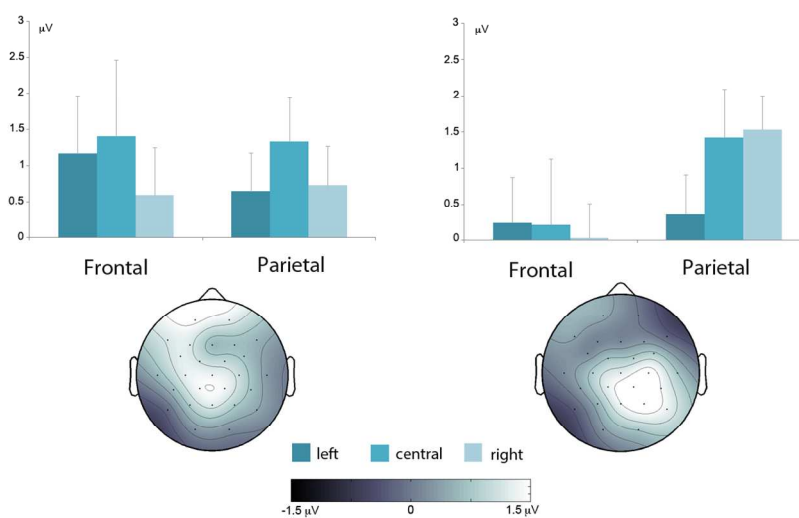 3
μV
2.5
2
1.5
1
0.5
0
Frontal
Parietal
3
μV
2.5
2
1.5
1
0.5
0
Frontal
Parietal
left
central
right
-1.5 μV
0
1.5 μV